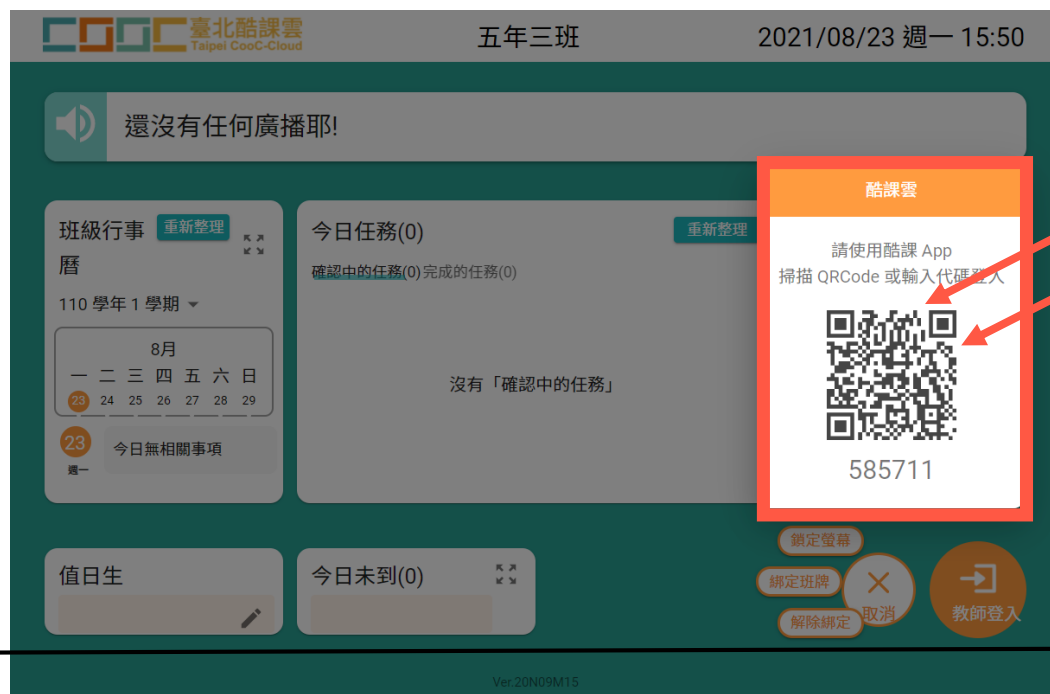 臺北酷課雲
Taipei CooC-Cloud
五年三班
2021/08/23 週一 15:50
還沒有任何廣播耶!
班級行事曆
重新整理
110 學年 1 學期
8月
一 二 三 四 五 六 日
23 24 25 26 27 28 29
23
週一
今日無相關事項
今日任務(0)
重新整理
確認中的任務(0) 完成的任務(0)
沒有「確認中的任務」
酷課雲
請使用酷課 App
掃描 QRCode 或輸入代碼登入
585711
值日生
今日未到(0)
鎖定螢幕
綁定班牌
解除綁定
取消
教師登入
Ver.20N09M15